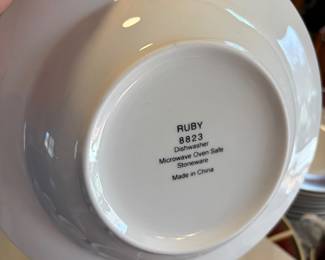 RUBY
8823
Dishwasher
Microwave Oven Safe
Stoneware
Made in China